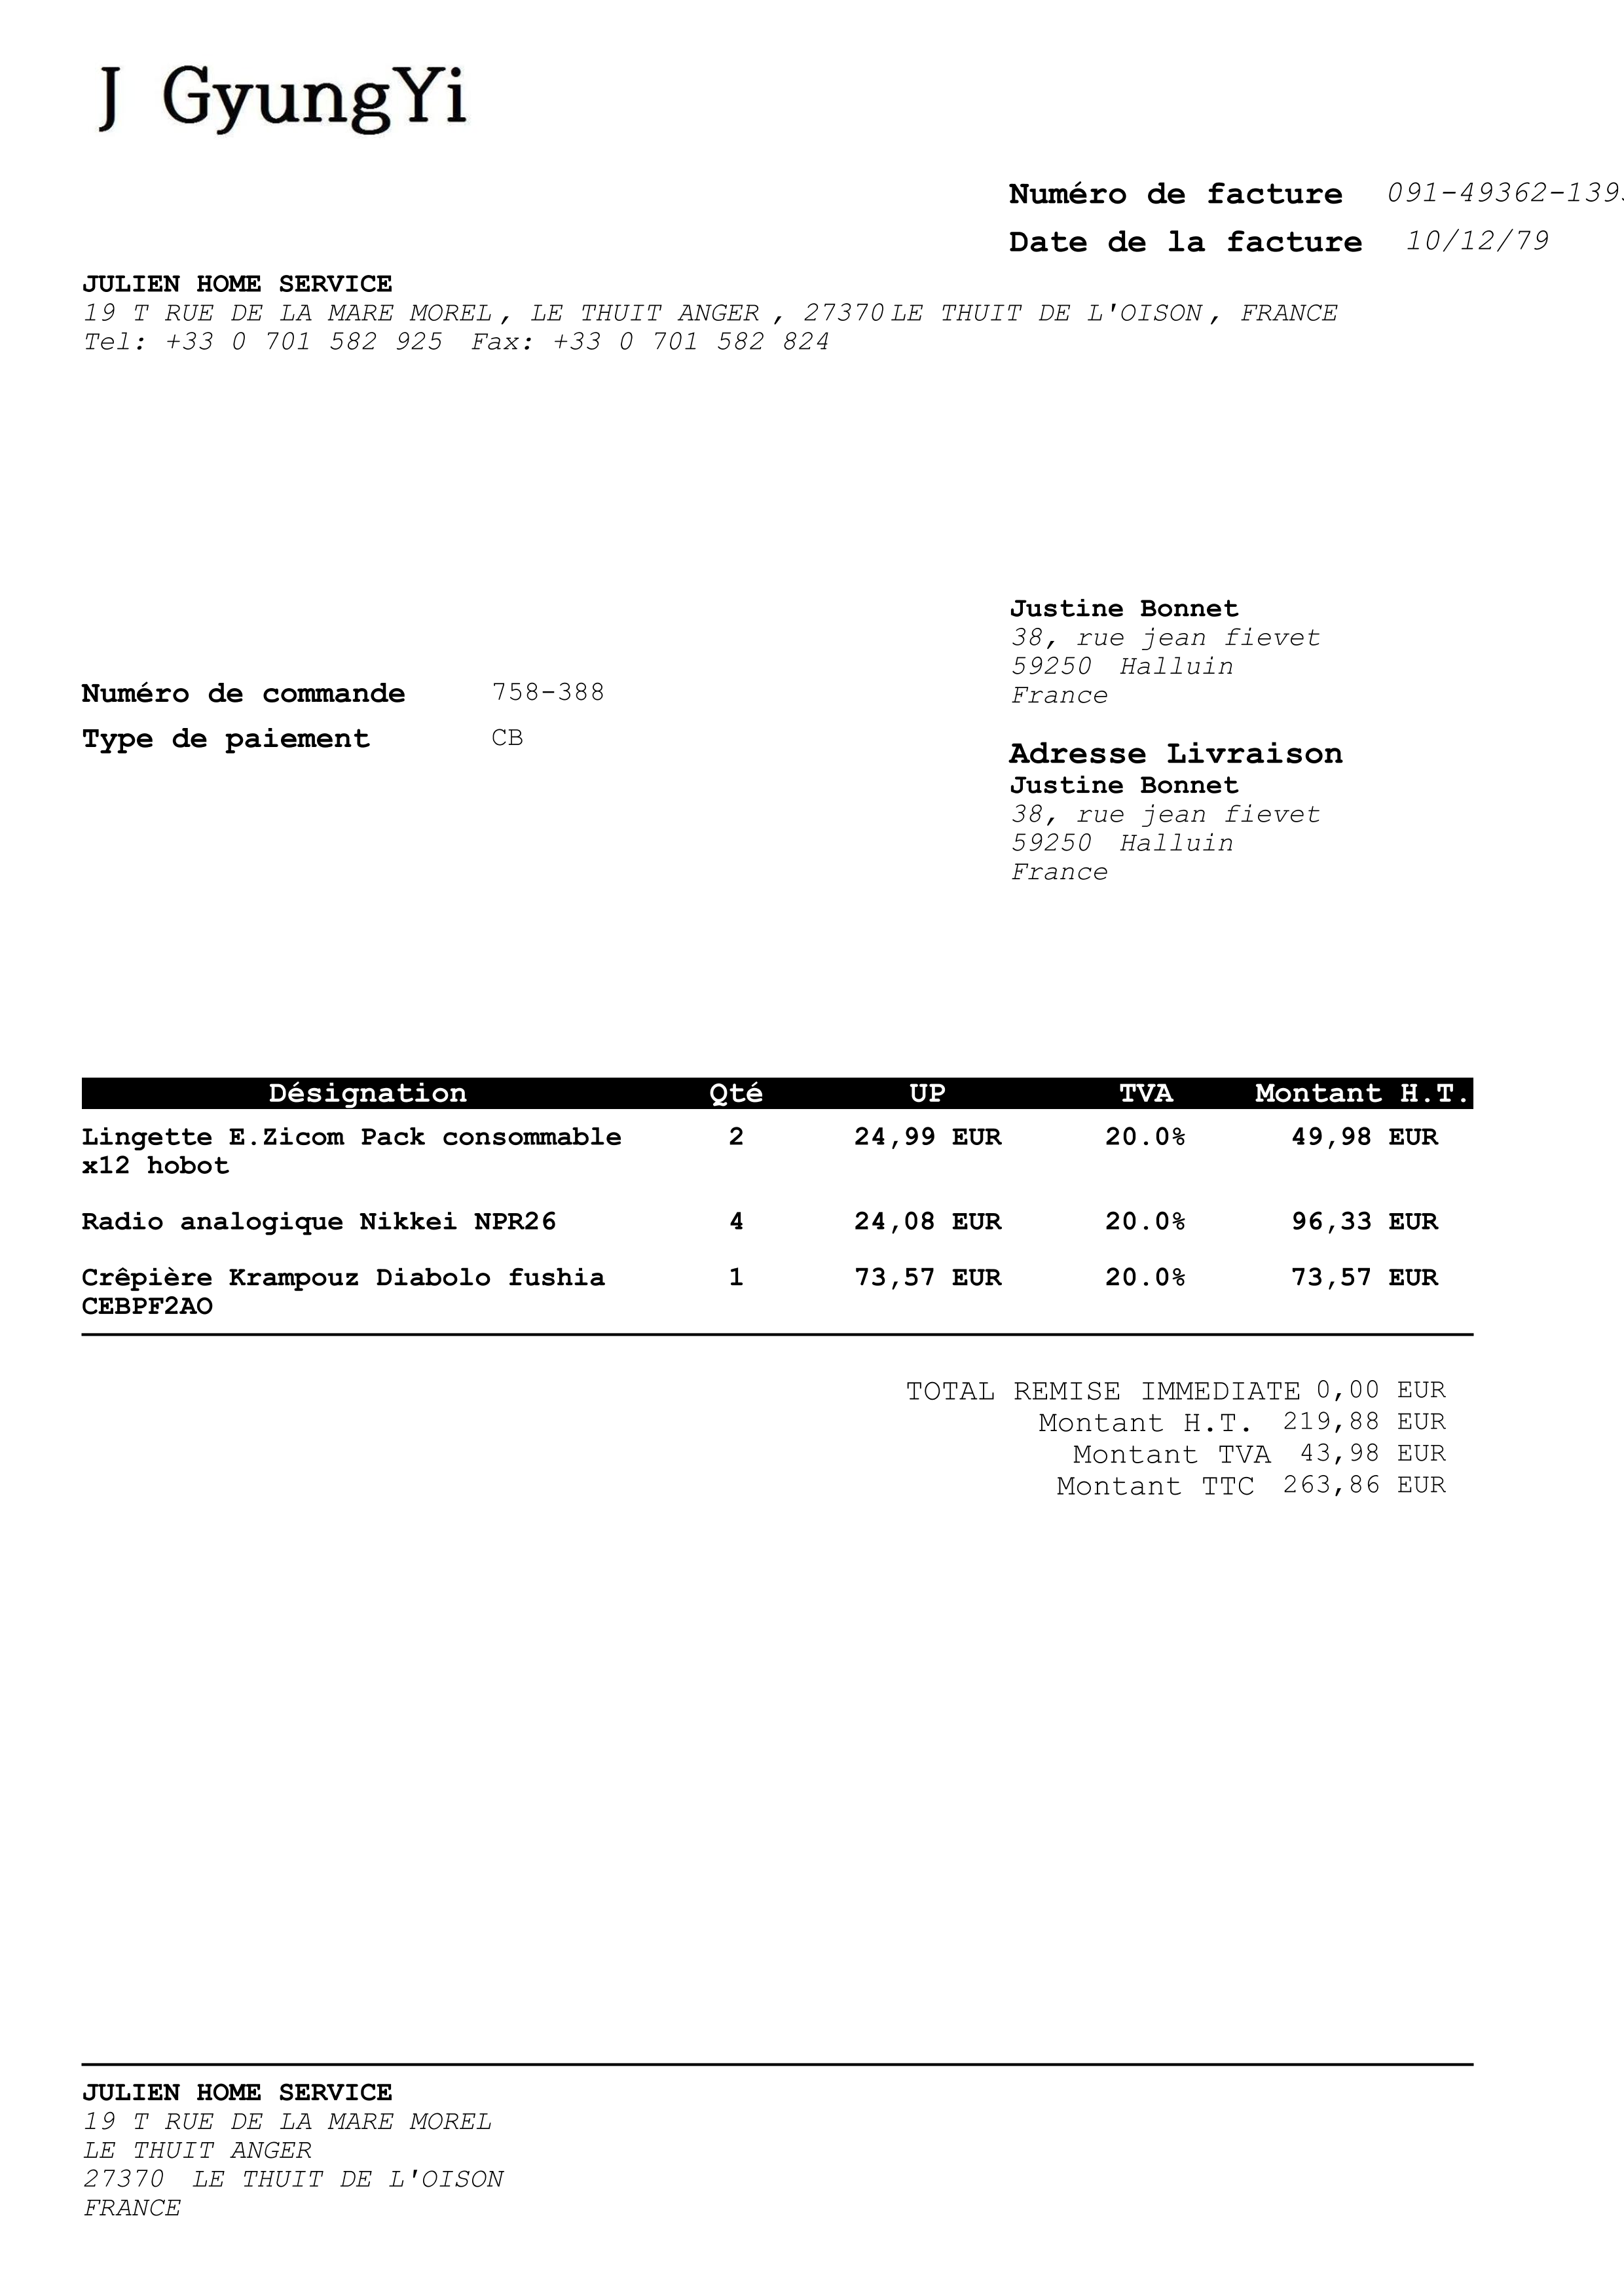 J GyungYi
Numéro de facture 091-49362-139
Date de la facture 10/12/79
JULIEN HOME SERVICE
19 T RUE DE LA MARE MOREL, LE THUIT ANGER , 27370 LE THUIT DE L'OISON, FRANCE
Tel: +33 0 701 582 925 Fax: +33 0 701 582 824
Justine Bonnet
38, rue jean fievet
59250 Halluin
France
Numéro de commande 758-388
Type de paiement CB
Adresse Livraison
Justine Bonnet
38, rue jean fievet
59250 Halluin
France
Désignation Qté UP TVA Montant H.T.
Lingette E.Zicom Pack consommable 2 24,99 EUR 20.0% 49,98 EUR
x12 hobot
Radio analogique Nikkei NPR26 4 24,08 EUR 20.0% 96,33 EUR
Crêpière Krampouz Diabolo fushia 1 73,57 EUR 20.0% 73,57 EUR
CEBPF2AO
TOTAL REMISE IMMEDIATE 0,00 EUR
Montant H.T. 219,88 EUR
Montant TVA 43,98 EUR
Montant TTC 263,86 EUR
JULIEN HOME SERVICE
19 T RUE DE LA MARE MOREL
LE THUIT ANGER
27370 LE THUIT DE L'OISON
FRANCE